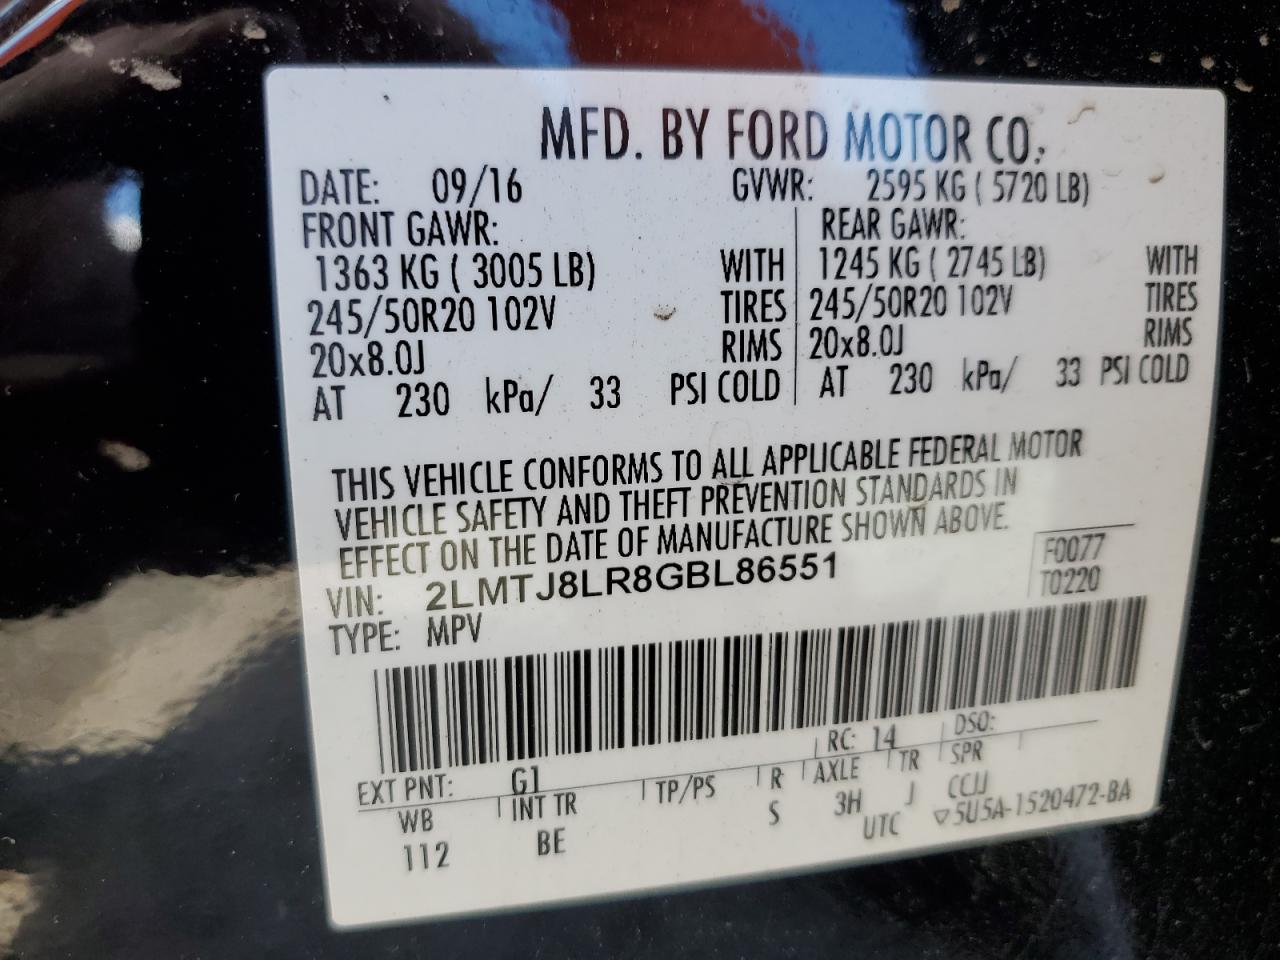 MFD. BY FORD MOTOR CO.
DATE: 09/16 GVWR: 2595 KG ( 5720 LB)
FRONT GAWR: REAR GAWR:
1363 KG ( 3005 LB) WITH 1245 KG ( 2745 LB) WITH
245/50R20 102V TIRES 245/50R20 102V TIRES
20x8.0J RIMS 20x8.0J RIMS
AT 230 kPa/ 33 PSI COLD AT 230 kPa/ 33 PSI COLD
THIS VEHICLE CONFORMS TO ALL APPLICABLE FEDERAL MOTOR
VEHICLE SAFETY AND THEFT PREVENTION STANDARDS IN
EFFECT ON THE DATE OF MANUFACTURE SHOWN ABOVE.
F0077
VIN: 2LMTJ8LR8GBL86551
T0220
TYPE: MPV
EXT PNT: G1 RC: 14 DSO:
WB INT TR TP/PS R AXLE TR SPR
112 BE S 3H J CCJJ
UTC ▽5U5A-1520472-BA